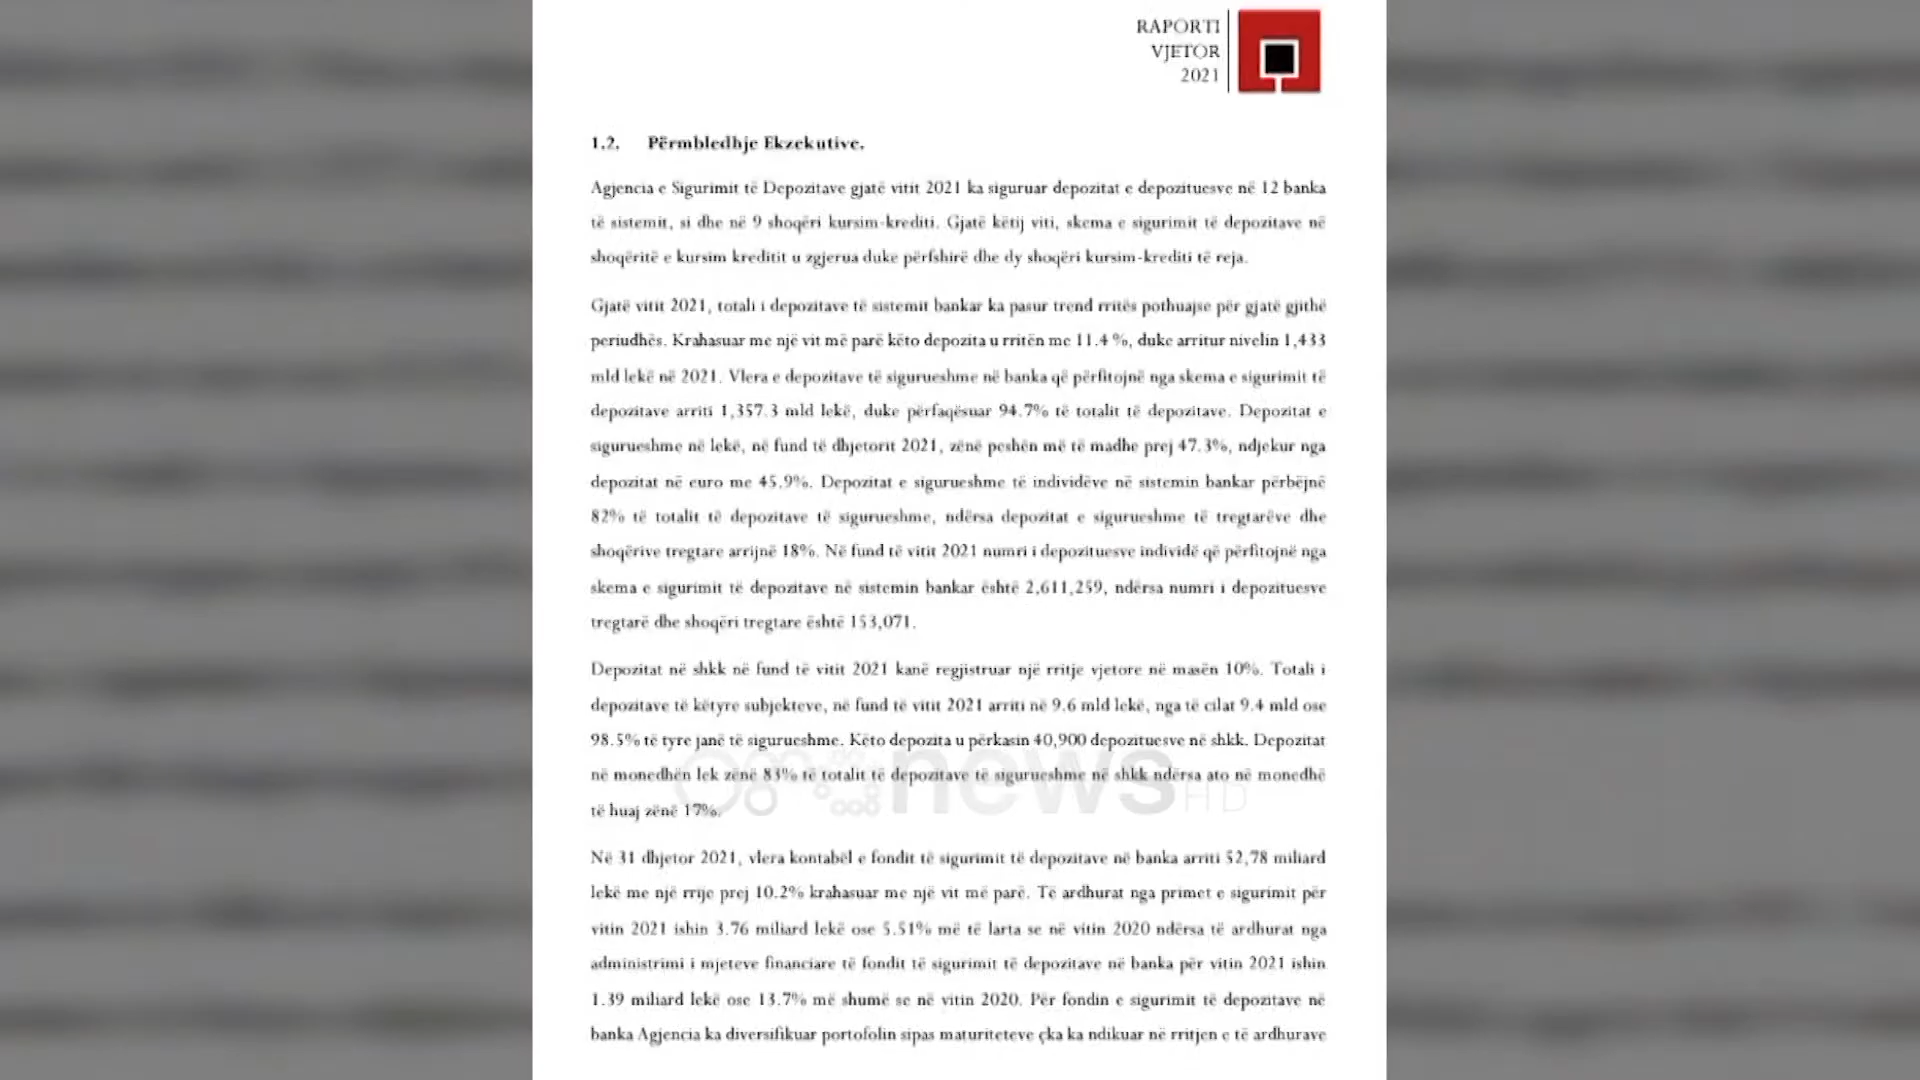 RAPORTI
VJETOR
2021
1.2. Përmbledhje Ekzekutive.
Agjencia e Sigurimit të Depozitave gjatë vitit 2021 ka siguruar depozitat e depozituesve në 12 banka
të sistemit, si dhe në 9 shoqëri kursim-krediti. Gjatë këtij viti, skema e sigurimit të depozitave në
shoqëritë e kursim kreditit u zgjerua duke përfshirë dhe dy shoqëri kursim-krediti të reja.
Gjatë vitit 2021, totali i depozitave të sistemit bankar ka pasur trend rritës pothuajse për gjatë gjithë
periudhës. Krahasuar me një vit më parë këto depozita u rritën me 11.4 %, duke arritur nivelin 1,433
mld lekë në 2021. Vlera e depozitave të sigurueshme në banka që përfitojnë nga skema e sigurimit të
depozitave arriti 1,357.3 mld lekë, duke përfaqësuar 94.7% të totalit të depozitave. Depozitat e
sigurueshme në lekë, në fund të dhjetorit 2021, zënë peshën më të madhe prej 47.3%, ndjekur nga
depozitat në euro me 45.9%. Depozitat e sigurueshme të individëve në sistemin bankar përbëjnë
82% të totalit të depozitave të sigurueshme, ndërsa depozitat e sigurueshme të tregtarëve dhe
shoqërive tregtare arrijnë 18%. Në fund të vitit 2021 numri i depozituesve individë që përfitojnë nga
skema e sigurimit të depozitave në sistemin bankar është 2,611,259, ndërsa numri i depozituesve
tregtarë dhe shoqëri tregtare është 153,071.
Depozitat në shkk në fund të vitit 2021 kanë regjistruar një rritje vjetore në masën 10%. Totali i
depozitave të këtyre subjekteve, në fund të vitit 2021 arriti në 9.6 mld lekë, nga të cilat 9.4 mld ose
98.5% të tyre janë të sigurueshme. Këto depozita u përkasin 40,900 depozituesve në shkk. Depozitat
në monedhën lek zënë 83% të totalit të depozitave të sigurueshme në shkk ndërsa ato në monedhë
të huaj zënë 17%.
news HD
Në 31 dhjetor 2021, vlera kontabël e fondit të sigurimit të depozitave në banka arriti 52,78 miliard
lekë me një rrije prej 10.2% krahasuar me një vit më parë. Të ardhurat nga primet e sigurimit për
vitin 2021 ishin 3.76 miliard lekë ose 5.51% më të larta se në vitin 2020 ndërsa të ardhurat nga
administrimi i mjeteve financiare të fondit të sigurimit të depozitave në banka për vitin 2021 ishin
1.39 miliard lekë ose 13.7% më shumë se në vitin 2020. Për fondin e sigurimit të depozitave në
banka Agjencia ka diversifikuar portofolin sipas maturiteteve çka ka ndikuar në rritjen e të ardhurave